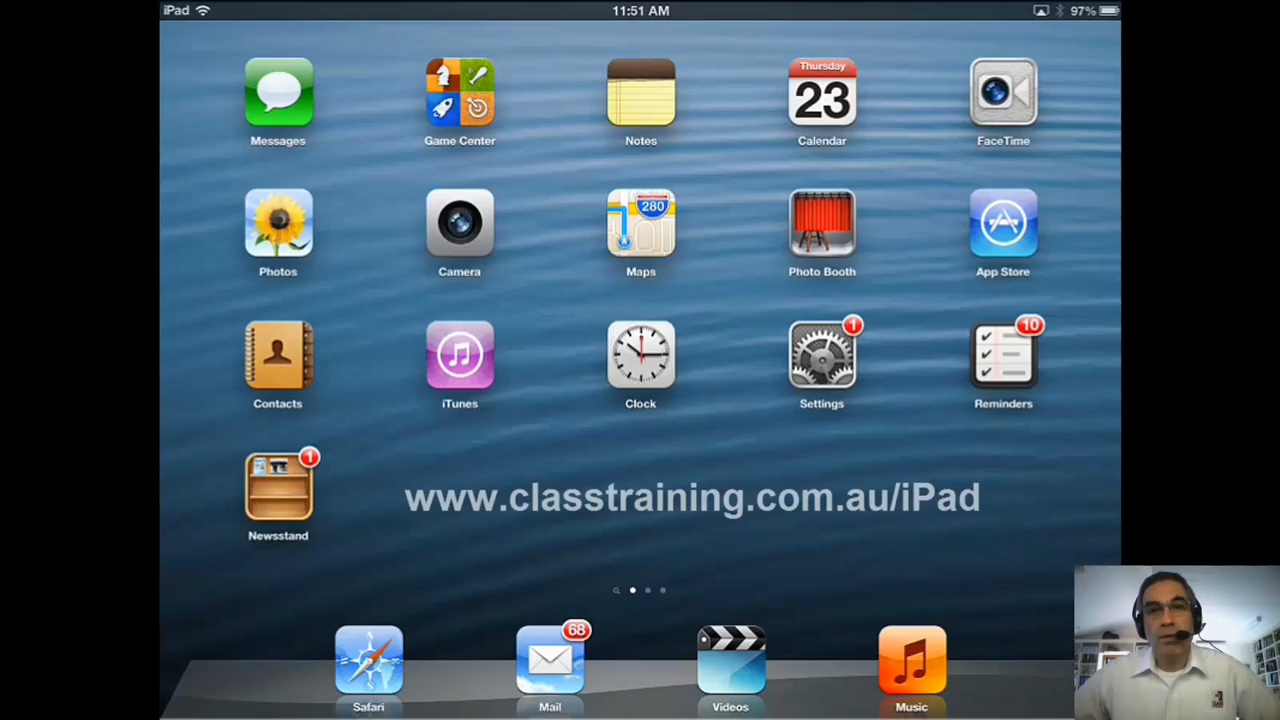 iPad 11:51 AM 97%
Thursday
23
280
Messages Game Center Notes Calendar FaceTime
Photos Camera Maps Photo Booth App Store
1 10
Contacts iTunes Clock Settings Reminders
1
www.classtraining.com.au/iPad
Newsstand
68
Safari Mail Videos Music